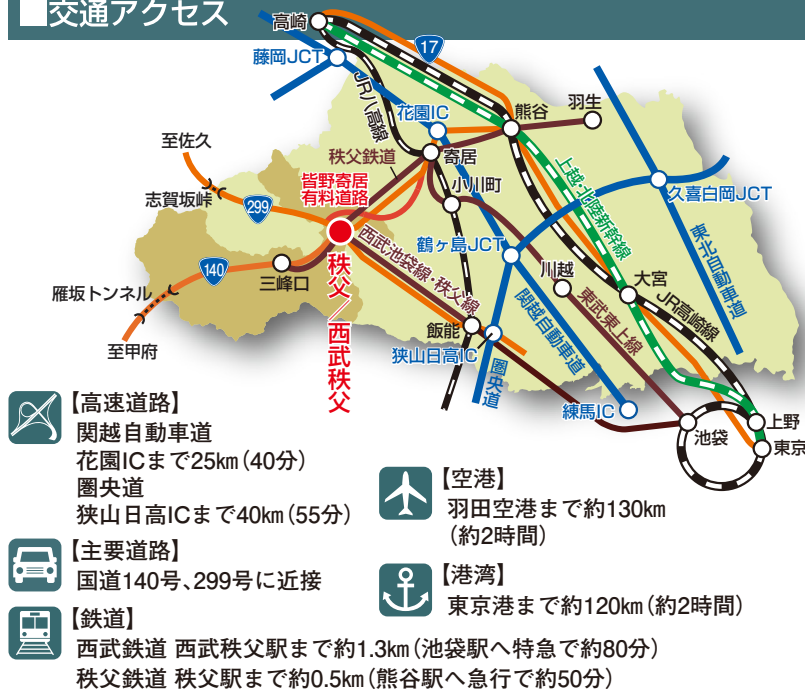 ■交通アクセス
高崎
17
藤岡JCT
JR八高線
花園IC
熊谷
羽生
至佐久
秩父鉄道
寄居
上越・北陸新幹線
志賀坂峠
299
皆野寄居
有料道路
小川町
久喜白岡JCT
東北自動車道
鶴ヶ島JCT
西武池袋線・秩父線
140
三峰口
秩父／西武秩父
川越
大宮
雁坂トンネル
関越自動車道
東武東上線
JR高崎線
至甲府
飯能
狭山日高IC
圏央道
練馬IC
池袋
上野
東京
【高速道路】
関越自動車道
花園ICまで25km（40分）
圏央道
狭山日高ICまで40km（55分）
【主要道路】
国道140号、299号に近接
【空港】
羽田空港まで約130km
（約2時間）
【港湾】
東京港まで約120km（約2時間）
【鉄道】
西武鉄道 西武秩父駅まで約1.3km（池袋駅へ特急で約80分）
秩父鉄道 秩父駅まで約0.5km（熊谷駅へ急行で約50分）